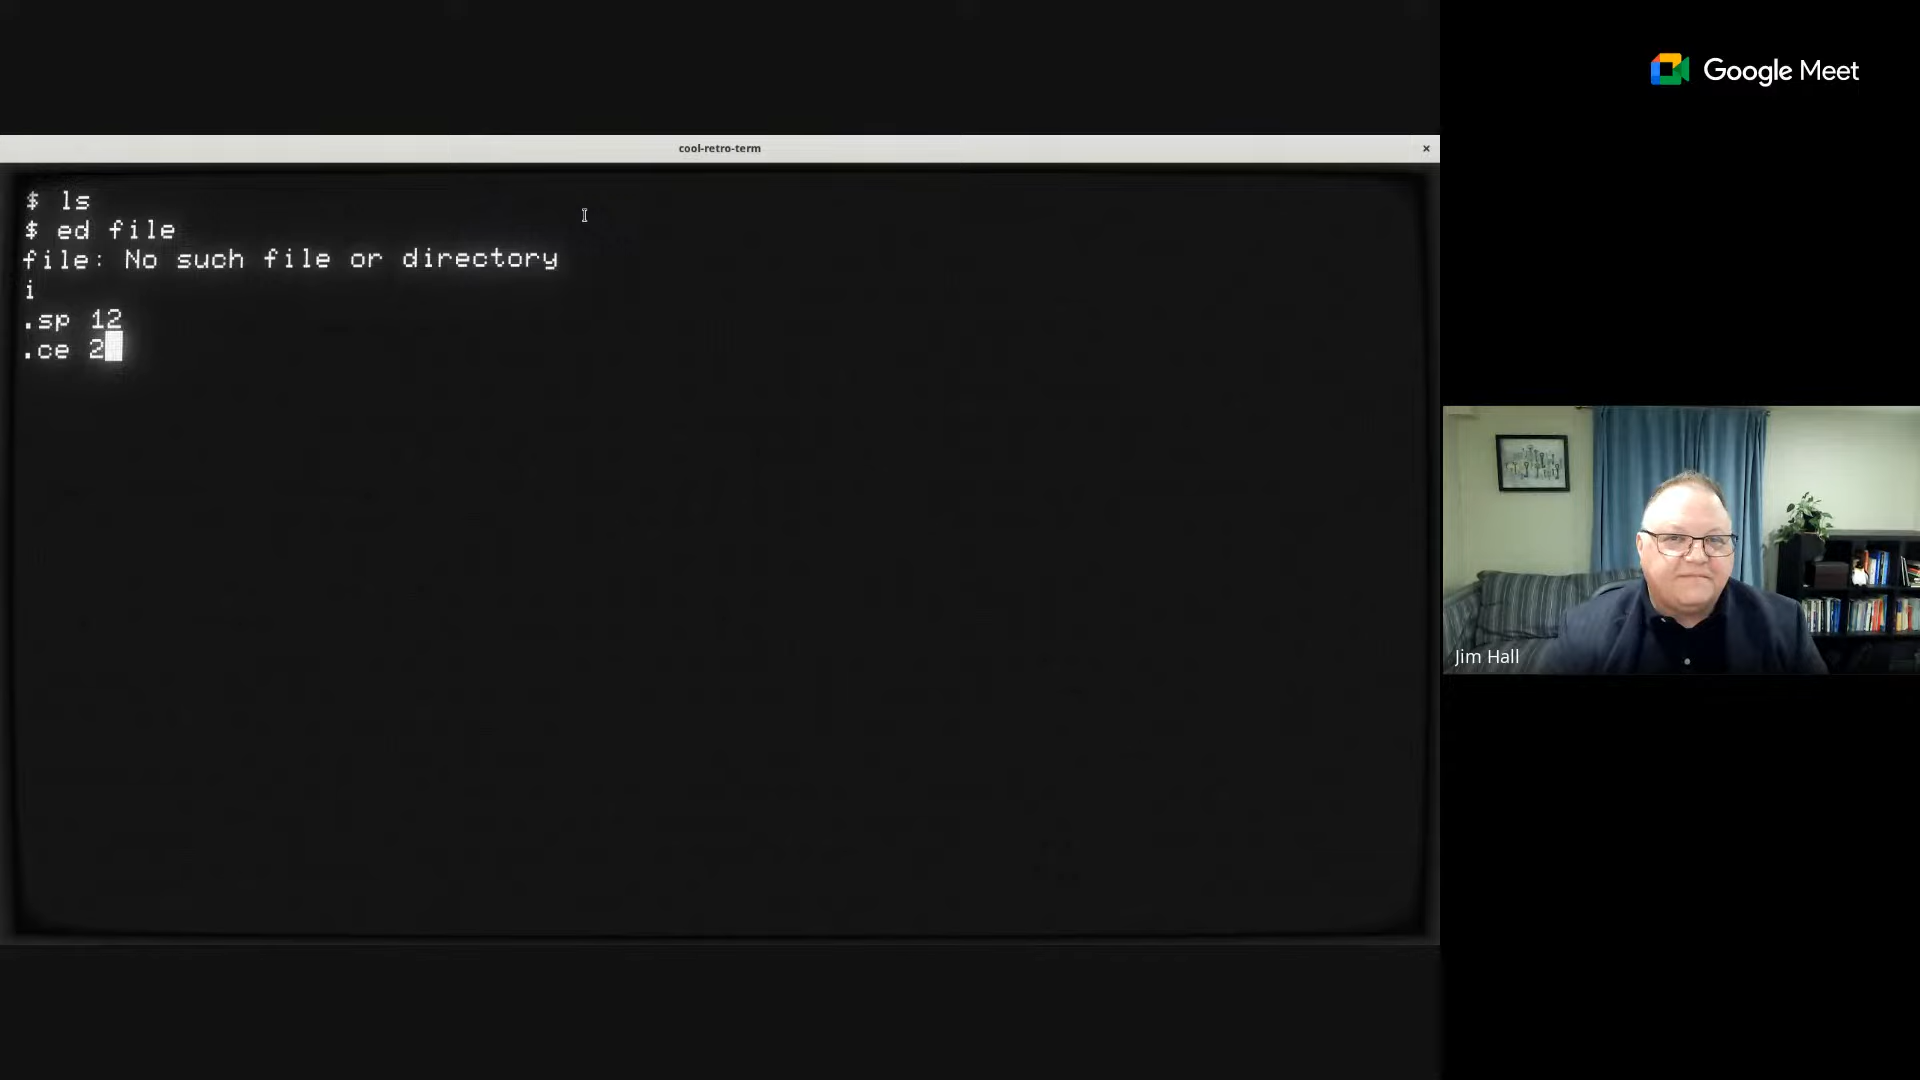 Google Meet
cool-retro-term ×
$ ls
$ ed file
file: No such file or directory
i
.sp 12
.ce 2
Jim Hall